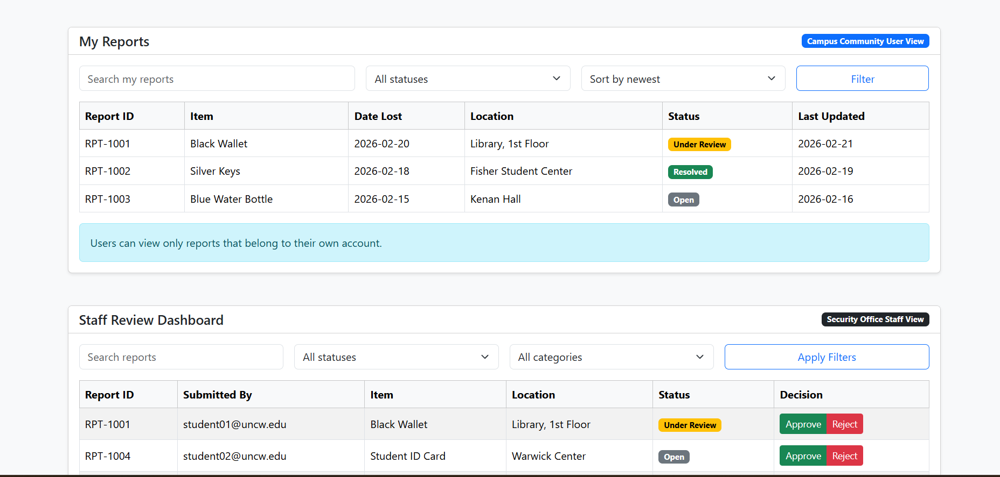 My Reports
Campus Community User View
Search my reports
All statuses
Sort by newest
Filter
Report ID Item Date Lost Location Status Last Updated
RPT-1001 Black Wallet 2026-02-20 Library, 1st Floor Under Review 2026-02-21
RPT-1002 Silver Keys 2026-02-18 Fisher Student Center Resolved 2026-02-19
RPT-1003 Blue Water Bottle 2026-02-15 Kenan Hall Open 2026-02-16
Users can view only reports that belong to their own account.
Staff Review Dashboard
Security Office Staff View
Search reports
All statuses
All categories
Apply Filters
Report ID Submitted By Item Location Status Decision
RPT-1001 student01@uncw.edu Black Wallet Library, 1st Floor Under Review Approve Reject
RPT-1004 student02@uncw.edu Student ID Card Warwick Center Open Approve Reject